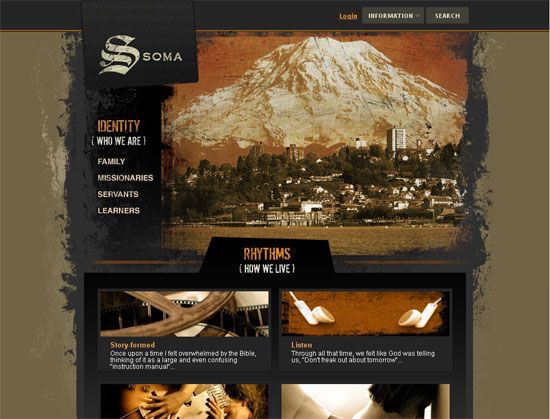 Login
INFORMATION
SEARCH
S SOMA
IDENTITY
{ WHO WE ARE }
FAMILY
MISSIONARIES
SERVANTS
LEARNERS
RHYTHMS
{ HOW WE LIVE }
Story-formed
Once upon a time I felt overwhelmed by the Bible,
thinking of it as a large and even confusing
"instruction manual"...
Listen
Through all that time, we felt like God was telling
us, "Don't freak out about tomorrow"...